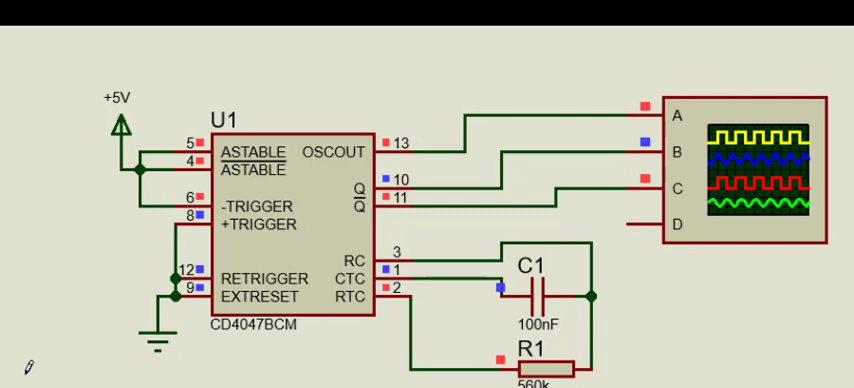 +5V
U1
5 ASTABLE OSCOUT 13
4 ASTABLE
Q 10
6 -TRIGGER Q 11
8 +TRIGGER
RC 3
12 RETRIGGER CTC 1
9 EXTRESET RTC 2
CD4047BCM
A
B
C
D
C1
100nF
R1
560k